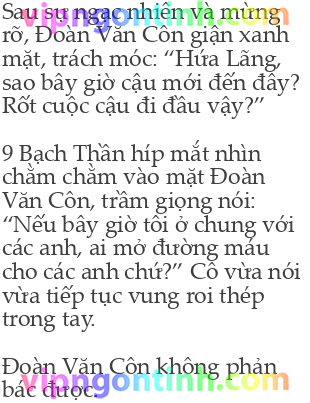 Sau sự ngạc nhiên và mừng
vipngontinh.com
rỡ, Đoàn Văn Côn giận xanh
mặt, trách móc: “Hứa Lãng,
sao bây giờ cậu mới đến đây?
Rốt cuộc cậu đi đâu vậy?”
9 Bạch Thần híp mắt nhìn
chằm chằm vào mặt Đoàn
Văn Côn, trầm giọng nói:
“Nếu bây giờ tôi ở chung với
các anh, ai mở đường máu
cho các anh chứ?” Cô vừa nói
vừa tiếp tục vung roi thép
trong tay.
Đoàn Văn Côn không phản
vipngontinh.com
bác được.